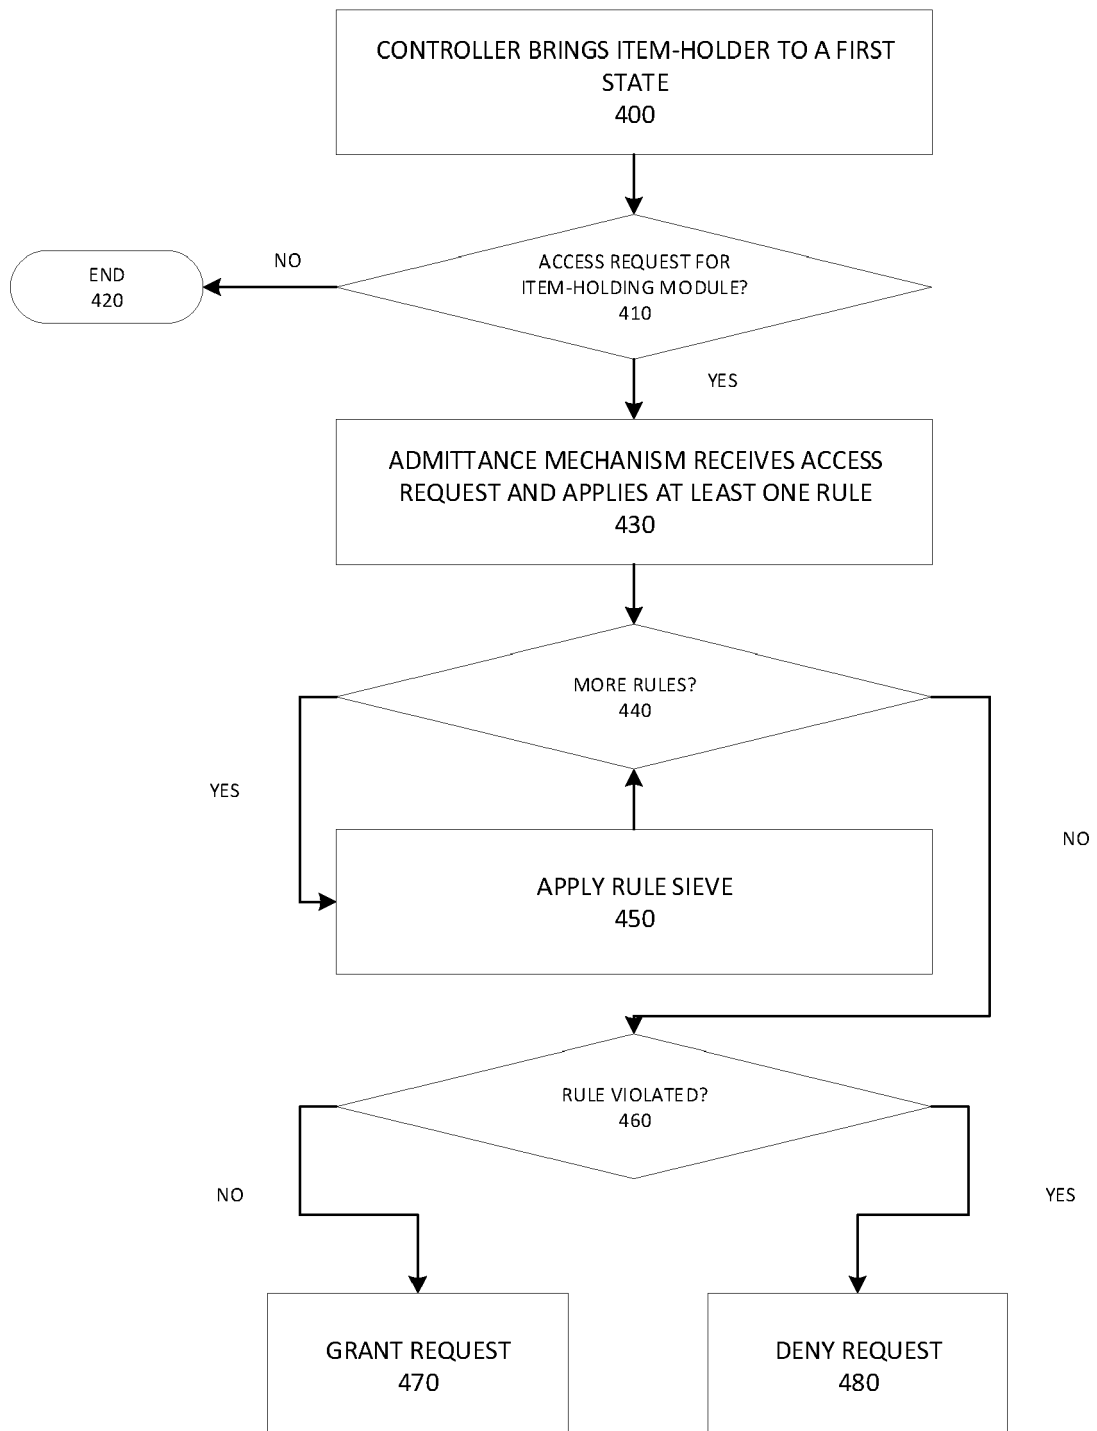 CONTROLLER BRINGS ITEM-HOLDER TO A FIRST
STATE
400
ACCESS REQUEST FOR
ITEM-HOLDING MODULE?
410
NO
END
420
YES
ADMITTANCE MECHANISM RECEIVES ACCESS
REQUEST AND APPLIES AT LEAST ONE RULE
430
MORE RULES?
440
YES
NO
APPLY RULE SIEVE
450
RULE VIOLATED?
460
NO
YES
GRANT REQUEST
470
DENY REQUEST
480